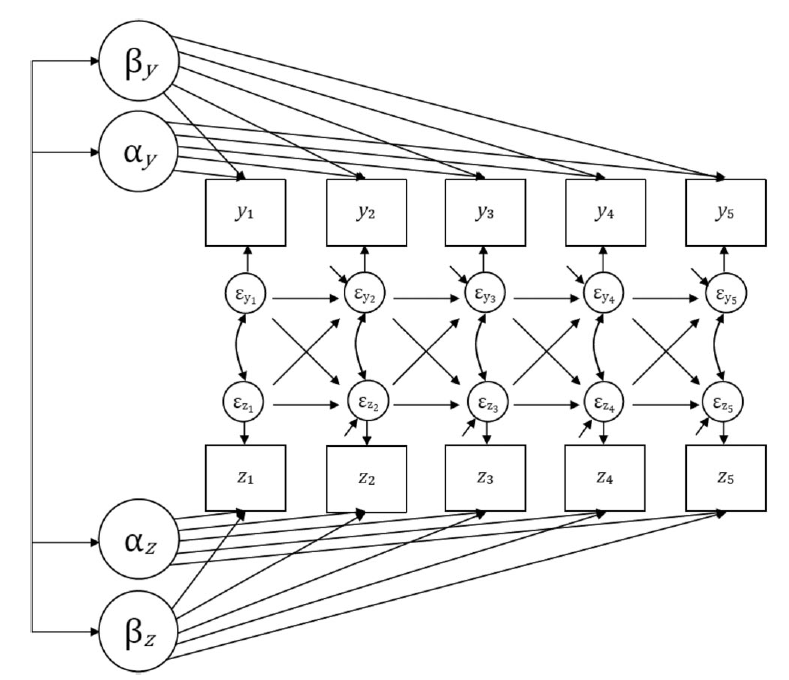 βy
αy
y₁ y₂ y₃ y₄ y₅
εy₁ εy₂ εy₃ εy₄ εy₅
εz₁ εz₂ εz₃ εz₄ εz₅
z₁ z₂ z₃ z₄ z₅
αz
βz